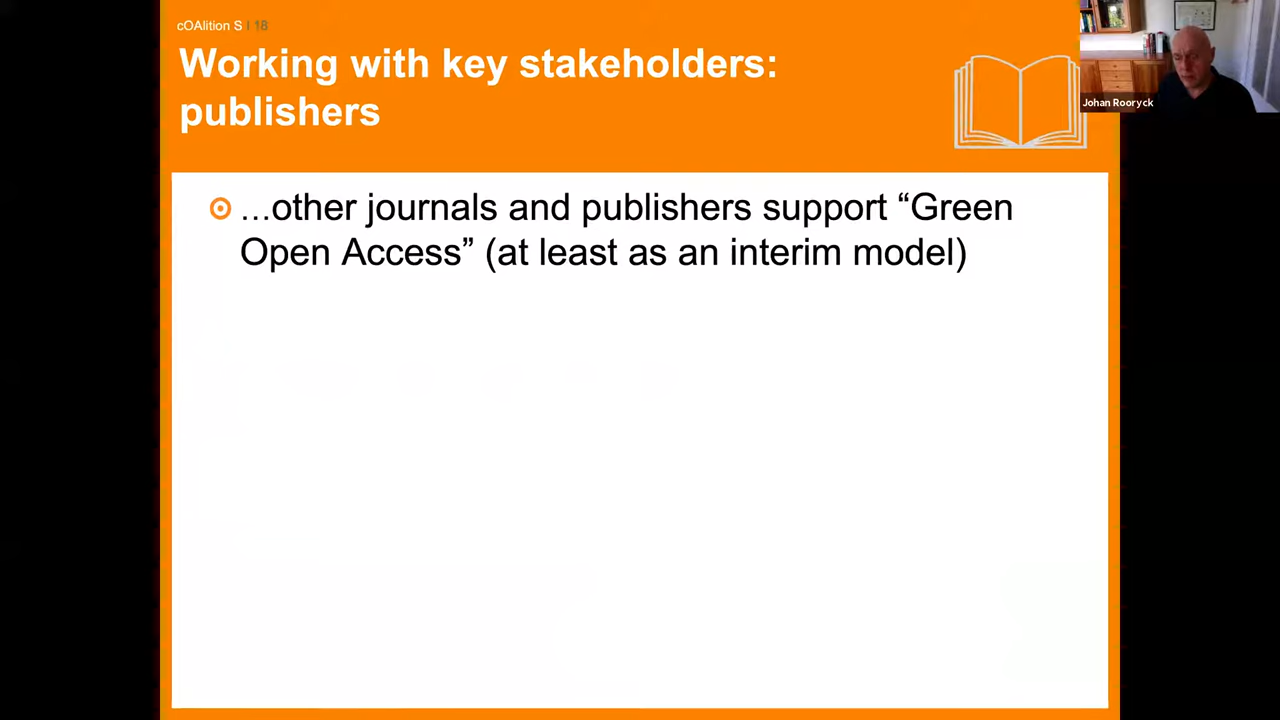 cOAlition S | 18
Working with key stakeholders:
publishers
Johan Rooryck
...other journals and publishers support “Green
Open Access” (at least as an interim model)